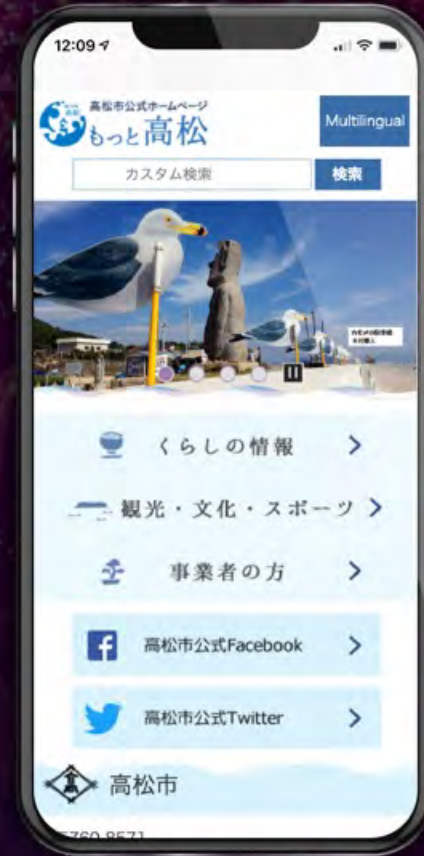 12:09
高松市公式ホームページ
もっと高松
Multilingual
カスタム検索
検索
くらしの情報
観光・文化・スポーツ
事業者の方
高松市公式Facebook
高松市公式Twitter
高松市